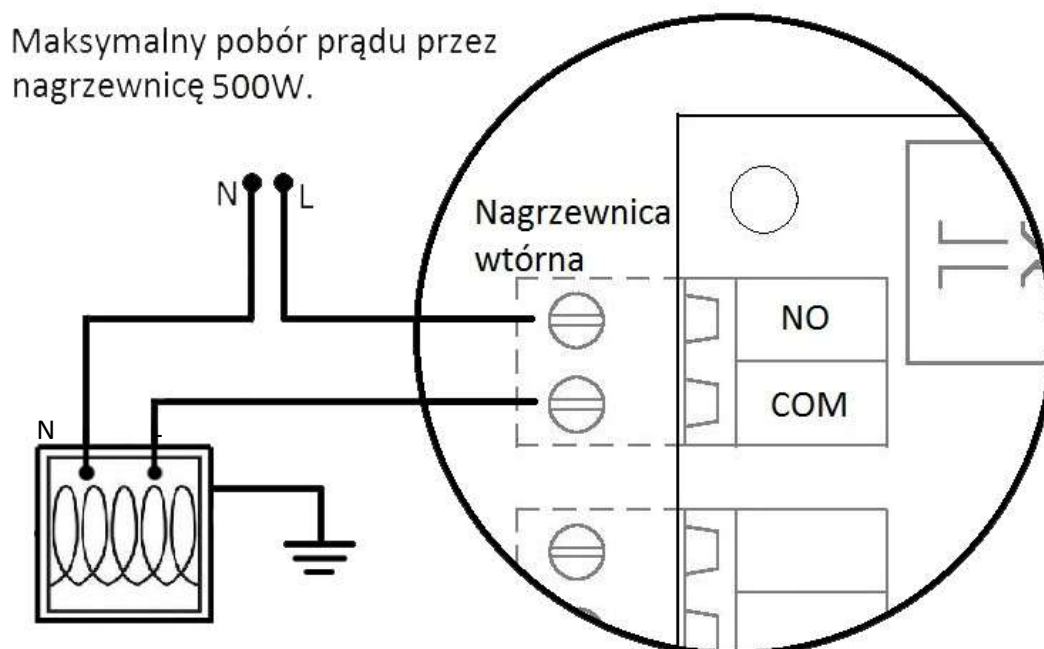 Maksymalny pobór prądu przez
nagrzewnicę 500W.
N L
Nagrzewnica
wtórna
NO
COM
N